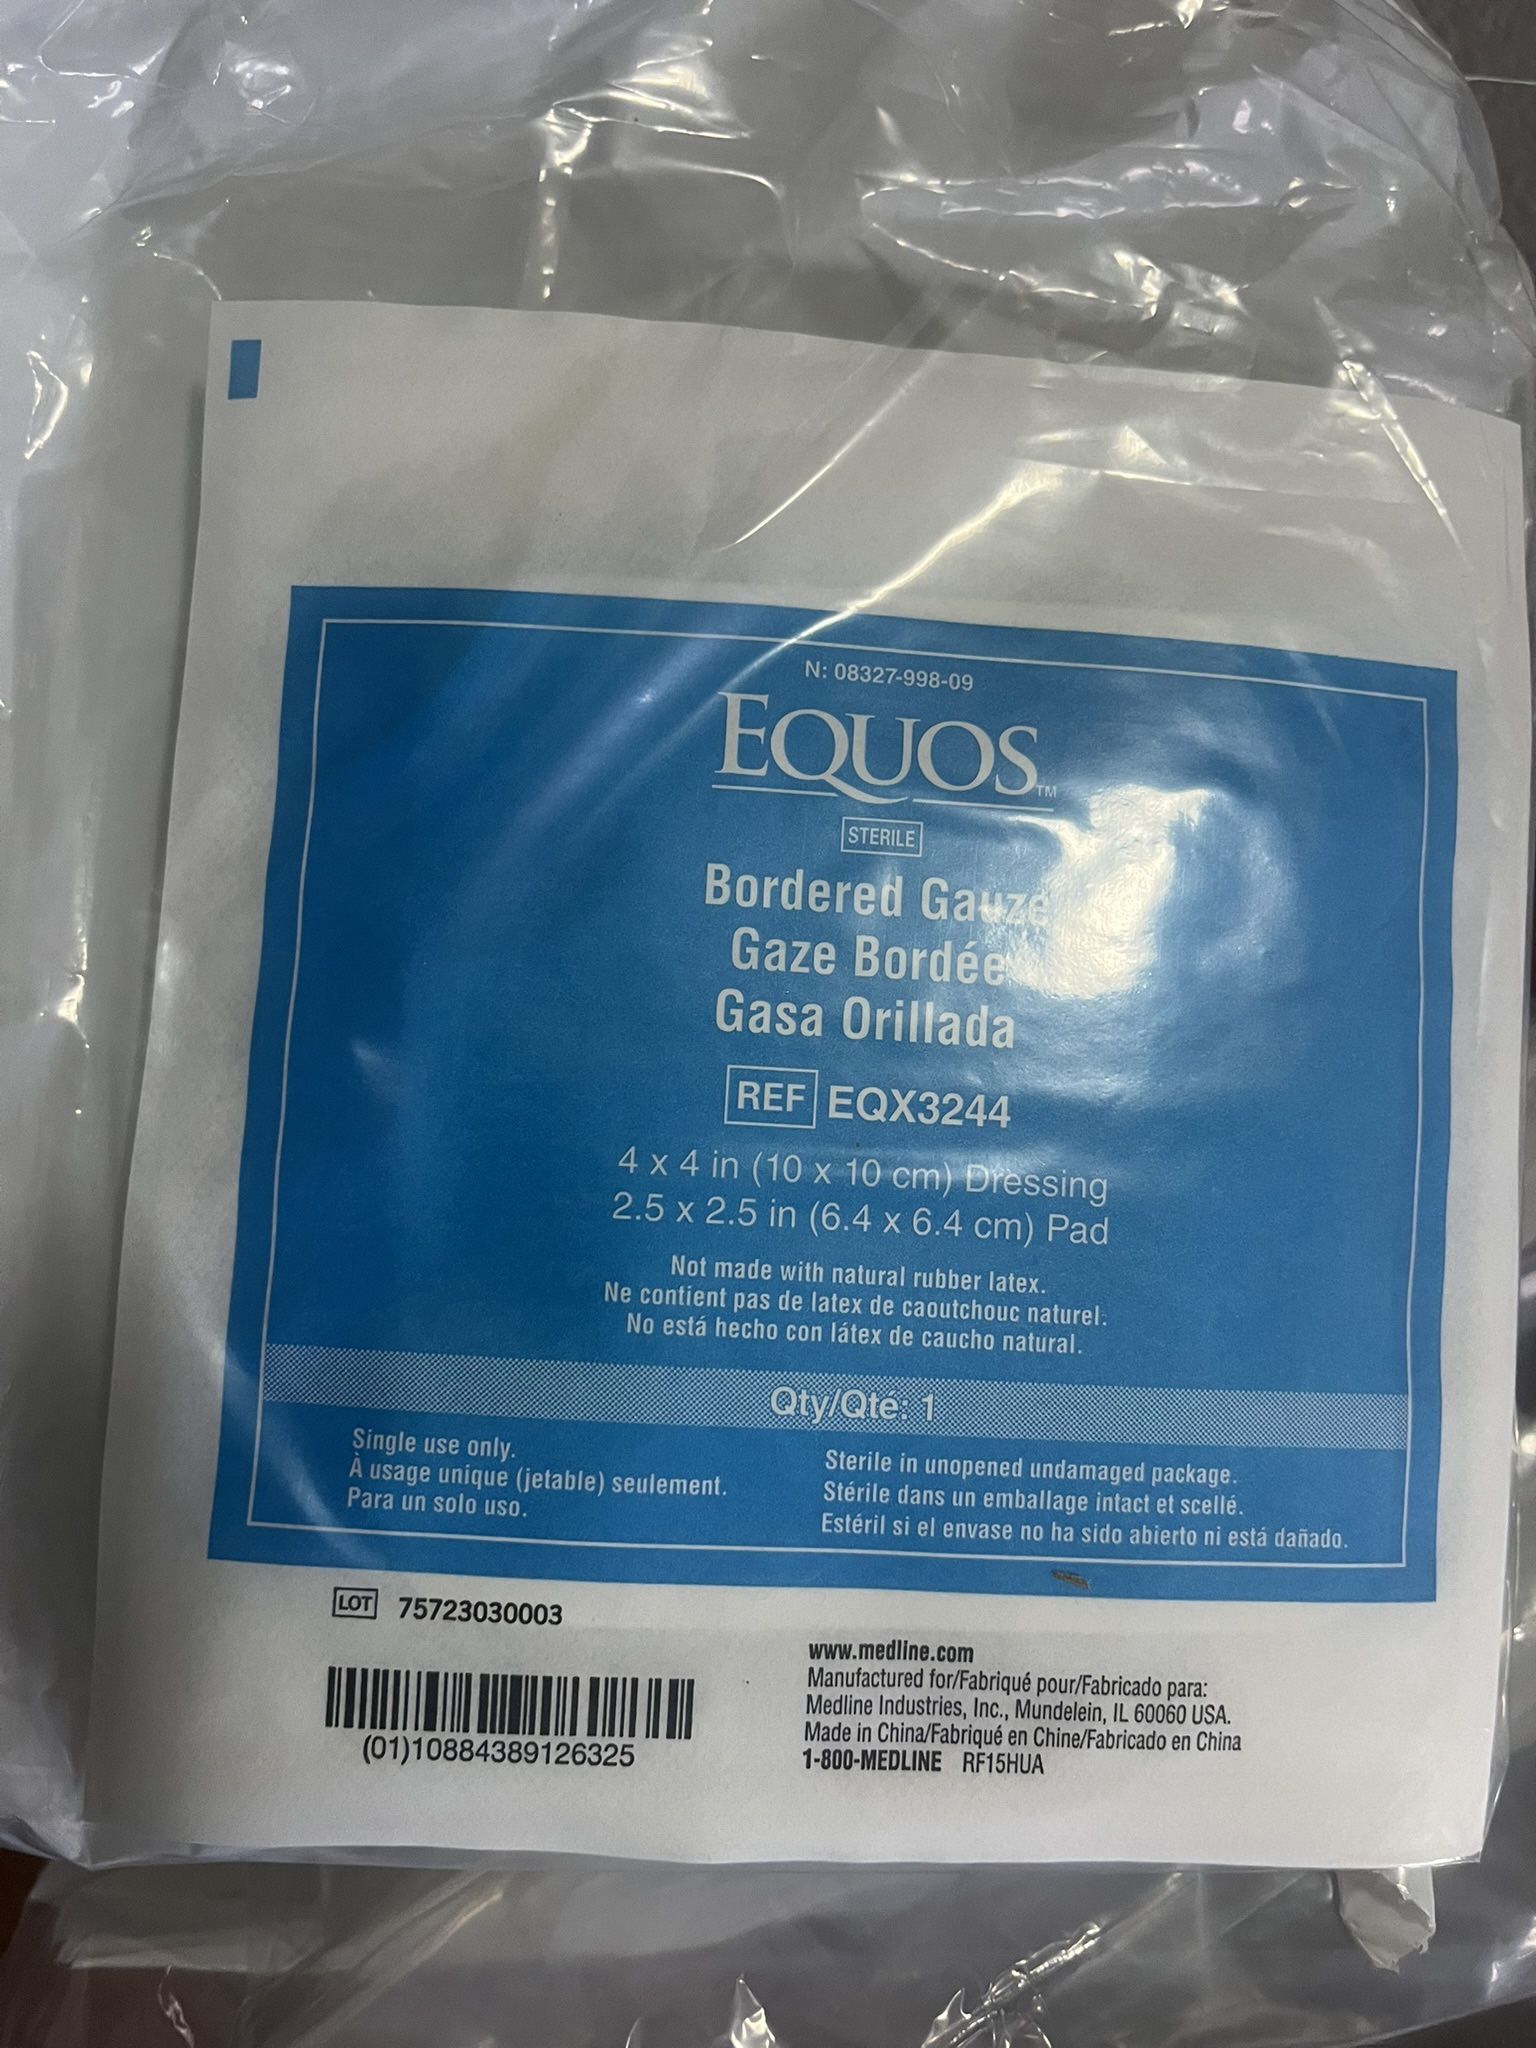 N: 08327-998-09
EQUOS™
STERILE
Bordered Gauze
Gaze Bordée
Gasa Orillada
REF EQX3244
4 x 4 in (10 x 10 cm) Dressing
2.5 x 2.5 in (6.4 x 6.4 cm) Pad
Not made with natural rubber latex.
Ne contient pas de latex de caoutchouc naturel.
No está hecho con látex de caucho natural.
Qty/Qté: 1
Single use only.
À usage unique (jetable) seulement.
Para un solo uso.
Sterile in unopened undamaged package.
Stérile dans un emballage intact et scellé.
Estéril si el envase no ha sido abierto ni está dañado.
LOT 75723030003
(01)10884389126325
www.medline.com
Manufactured for/Fabriqué pour/Fabricado para:
Medline Industries, Inc., Mundelein, IL 60060 USA.
Made in China/Fabriqué en Chine/Fabricado en China
1-800-MEDLINE RF15HUA